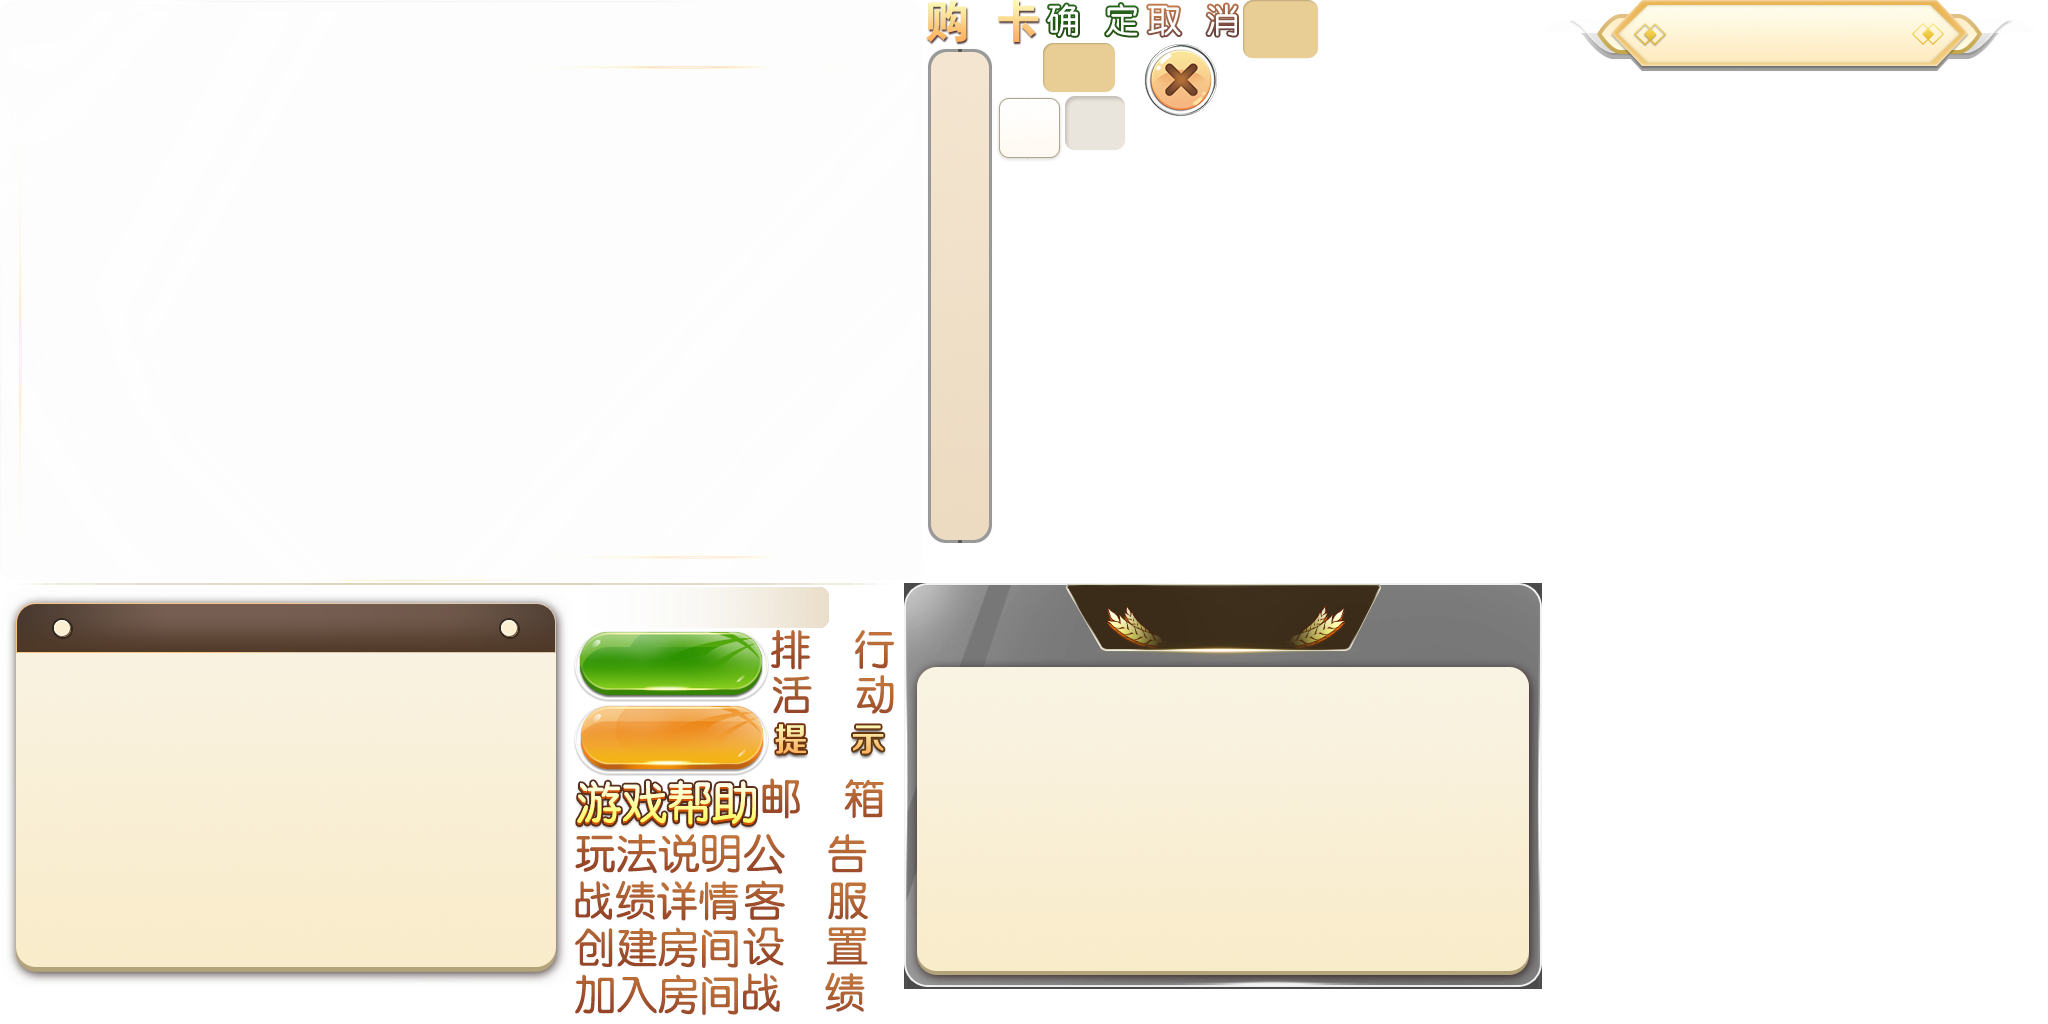 购 卡
确 定
取 消
排 行
活 动
提 示
游戏帮助
邮 箱
玩法说明
公 告
战绩详情
客 服
创建房间
设 置
加入房间
战 绩